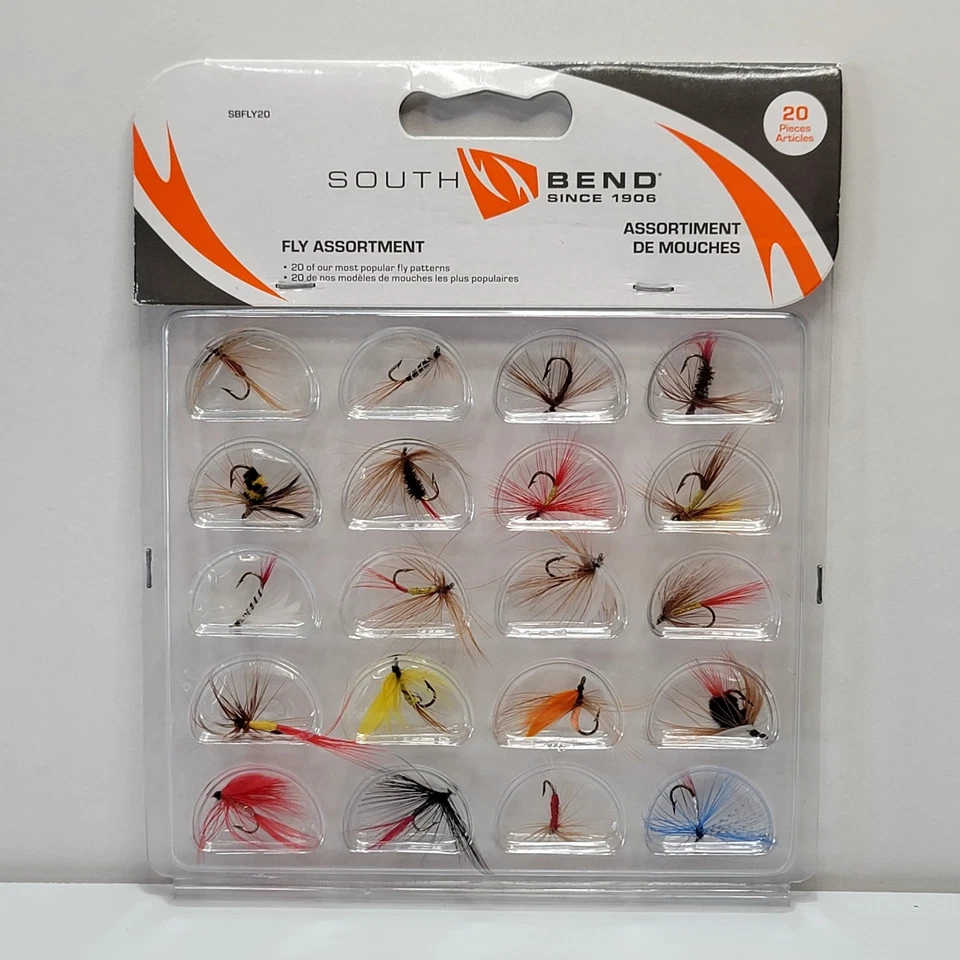 SBFLY20
20
Pieces
Articles
SOUTH BEND®
SINCE 1906
FLY ASSORTMENT
• 20 of our most popular fly patterns
• 20 de nos modèles de mouches les plus populaires
ASSORTIMENT
DE MOUCHES